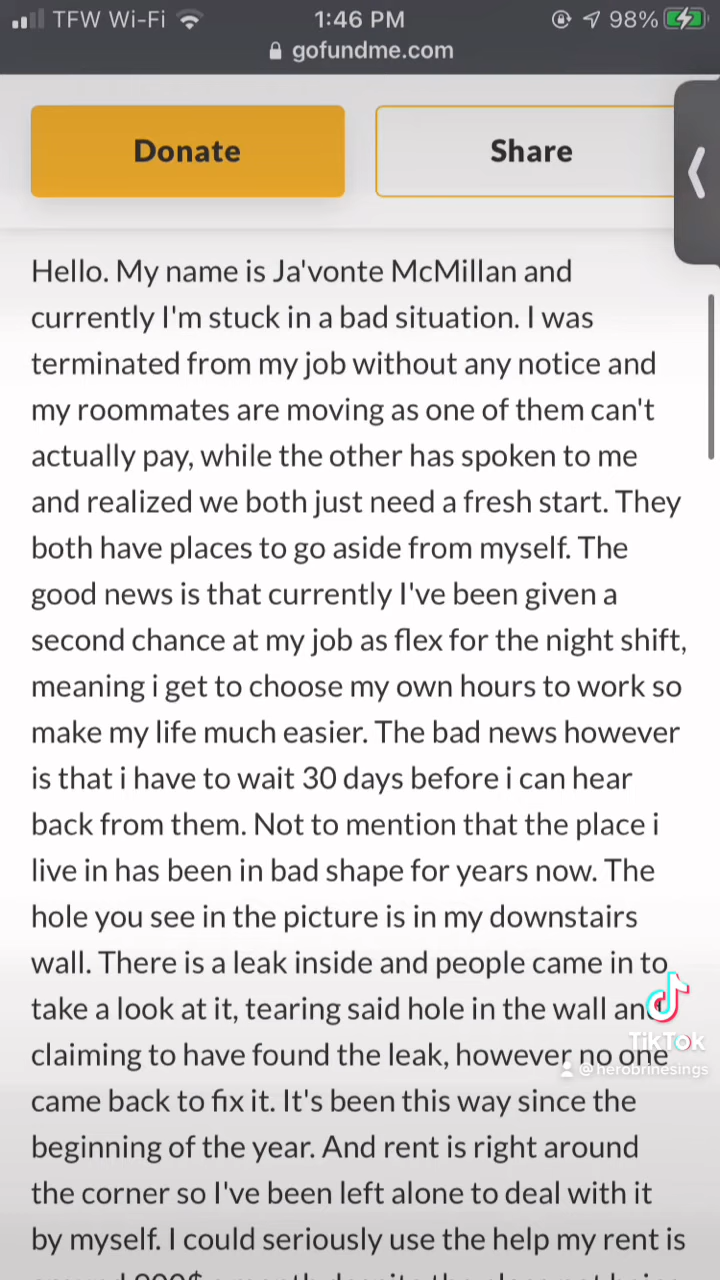 TFW Wi-Fi 1:46 PM 98%
gofundme.com
Donate Share
Hello. My name is Ja'vonte McMillan and
currently I'm stuck in a bad situation. I was
terminated from my job without any notice and
my roommates are moving as one of them can't
actually pay, while the other has spoken to me
and realized we both just need a fresh start. They
both have places to go aside from myself. The
good news is that currently I've been given a
second chance at my job as flex for the night shift,
meaning i get to choose my own hours to work so
make my life much easier. The bad news however
is that i have to wait 30 days before i can hear
back from them. Not to mention that the place i
live in has been in bad shape for years now. The
hole you see in the picture is in my downstairs
wall. There is a leak inside and people came in to
take a look at it, tearing said hole in the wall and
TikTok
claiming to have found the leak, however no one
@herobrinesings
came back to fix it. It's been this way since the
beginning of the year. And rent is right around
the corner so I've been left alone to deal with it
by myself. I could seriously use the help my rent is